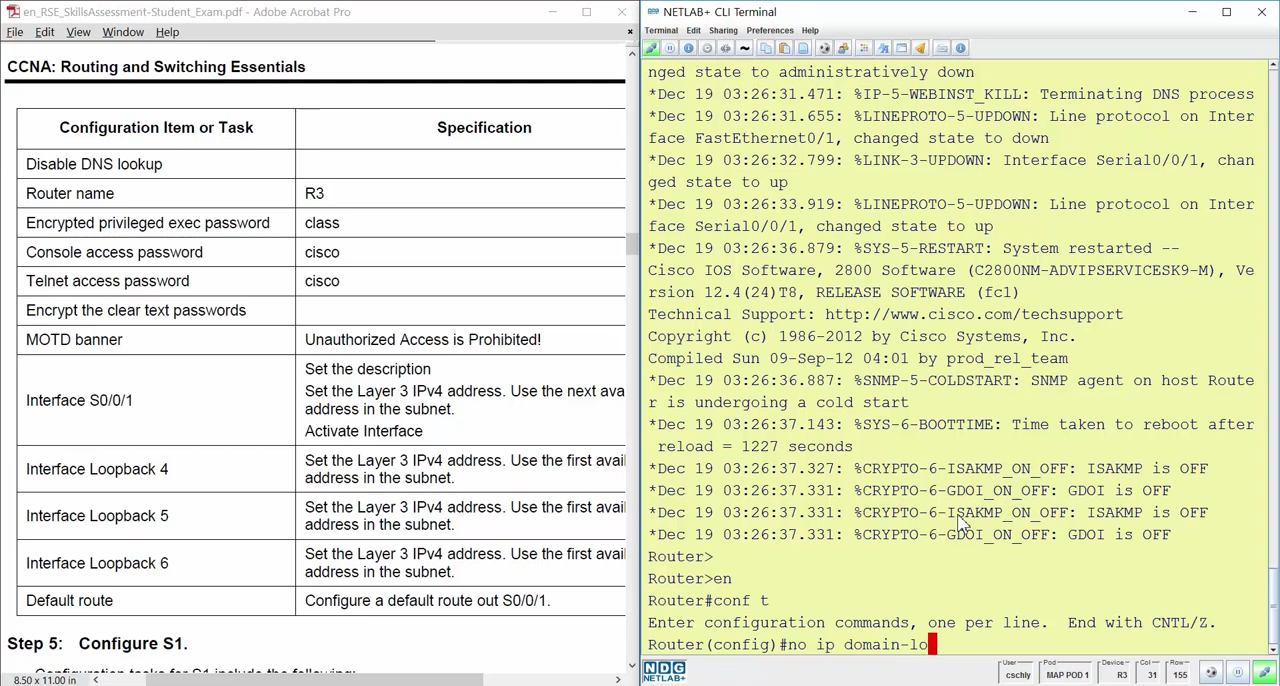 en_RSE_SkillsAssessment-Student_Exam.pdf - Adobe Acrobat Pro
File Edit View Window Help
CCNA: Routing and Switching Essentials
Configuration Item or Task Specification
Disable DNS lookup
Router name R3
Encrypted privileged exec password class
Console access password cisco
Telnet access password cisco
Encrypt the clear text passwords
MOTD banner Unauthorized Access is Prohibited!
Interface S0/0/1
Set the description
Set the Layer 3 IPv4 address. Use the next ava
address in the subnet.
Activate Interface
Interface Loopback 4
Set the Layer 3 IPv4 address. Use the first avai
address in the subnet.
Interface Loopback 5
Set the Layer 3 IPv4 address. Use the first avai
address in the subnet.
Interface Loopback 6
Set the Layer 3 IPv4 address. Use the first avai
address in the subnet.
Default route Configure a default route out S0/0/1.
Step 5: Configure S1.
Configuration tasks for S1 include the following:
8.50 x 11.00 in
NETLAB+ CLI Terminal
Terminal Edit Sharing Preferences Help
nged state to administratively down
*Dec 19 03:26:31.471: %IP-5-WEBINST_KILL: Terminating DNS process
*Dec 19 03:26:31.655: %LINEPROTO-5-UPDOWN: Line protocol on Inter
face FastEthernet0/1, changed state to down
*Dec 19 03:26:32.799: %LINK-3-UPDOWN: Interface Serial0/0/1, chan
ged state to up
*Dec 19 03:26:33.919: %LINEPROTO-5-UPDOWN: Line protocol on Inter
face Serial0/0/1, changed state to up
*Dec 19 03:26:36.879: %SYS-5-RESTART: System restarted --
Cisco IOS Software, 2800 Software (C2800NM-ADVIPSERVICESK9-M), Ve
rsion 12.4(24)T8, RELEASE SOFTWARE (fc1)
Technical Support: http://www.cisco.com/techsupport
Copyright (c) 1986-2012 by Cisco Systems, Inc.
Compiled Sun 09-Sep-12 04:01 by prod_rel_team
*Dec 19 03:26:36.887: %SNMP-5-COLDSTART: SNMP agent on host Route
r is undergoing a cold start
*Dec 19 03:26:37.143: %SYS-6-BOOTTIME: Time taken to reboot after
reload = 1227 seconds
*Dec 19 03:26:37.327: %CRYPTO-6-ISAKMP_ON_OFF: ISAKMP is OFF
*Dec 19 03:26:37.331: %CRYPTO-6-GDOI_ON_OFF: GDOI is OFF
*Dec 19 03:26:37.331: %CRYPTO-6-ISAKMP_ON_OFF: ISAKMP is OFF
*Dec 19 03:26:37.331: %CRYPTO-6-GDOI_ON_OFF: GDOI is OFF
Router>
Router>en
Router#conf t
Enter configuration commands, one per line. End with CNTL/Z.
Router(config)#no ip domain-lo
NDG
NETLAB+
User
cschly
Pod
MAP POD 1
Device
R3
Col
31
Row
155